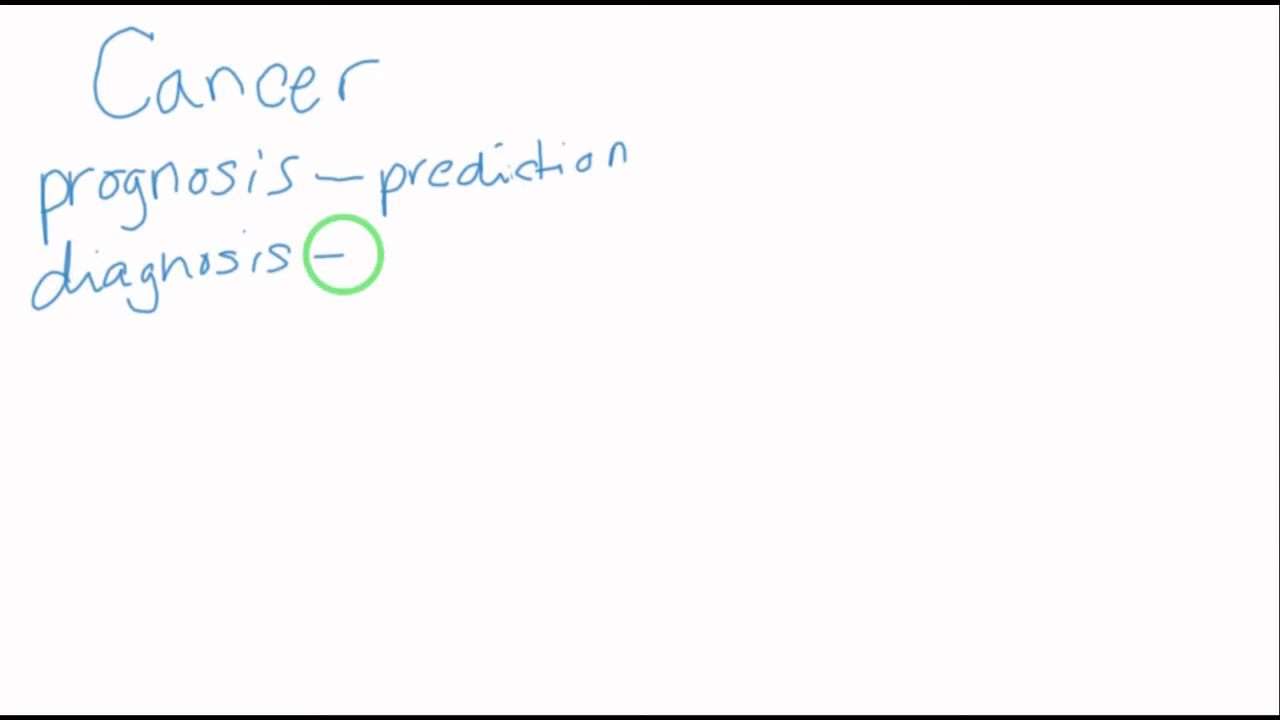 Cancer
prognosis – prediction
diagnosis –